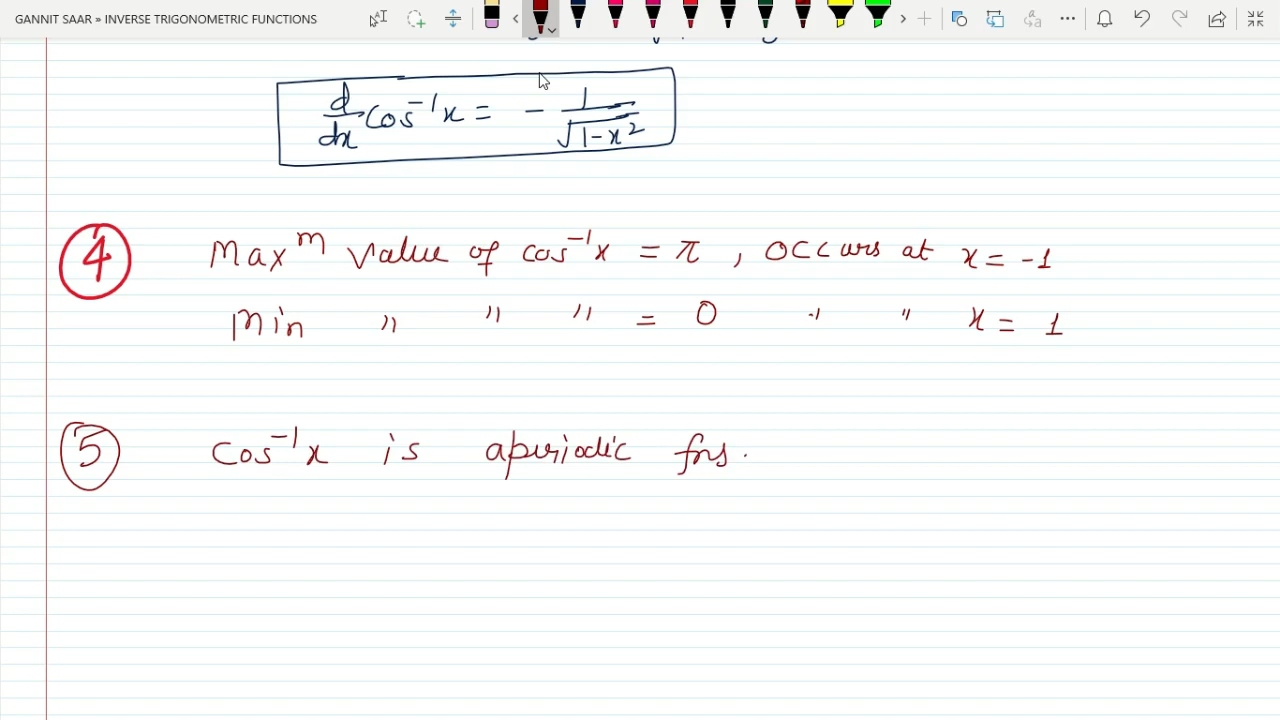 GANNIT SAAR » INVERSE TRIGONOMETRIC FUNCTIONS
d/dx cos⁻¹x = - 1/√(1-x²)
④ Maxᵐ value of cos⁻¹x = π , occurs at x = -1
Min " " " = 0 " " x = 1
⑤ cos⁻¹x is aperiodic fns.